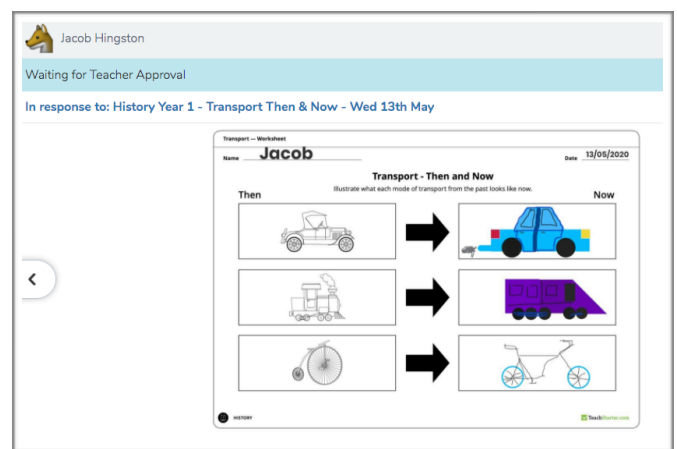 Jacob Hingston
Waiting for Teacher Approval
In response to: History Year 1 - Transport Then & Now - Wed 13th May
Transport — Worksheet
Name Jacob Date 13/05/2020
Transport - Then and Now
Illustrate what each mode of transport from the past looks like now.
Then Now
HISTORY
TeachStarter.com